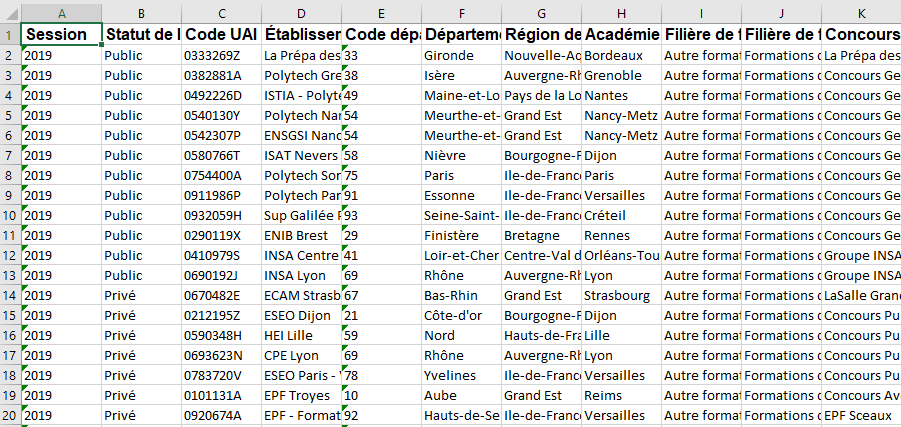 A B C D E F G H I J K
1 Session Statut de l Code UAI Établissem Code dépa Départeme Région de Académie Filière de f Filière de f Concours
2 2019 Public 0333269Z La Prépa des 33 Gironde Nouvelle-Aq Bordeaux Autre format Formations d La Prépa des
3 2019 Public 0382881A Polytech Gre 38 Isère Auvergne-Rh Grenoble Autre format Formations d Concours Ge
4 2019 Public 0492226D ISTIA - Polyte 49 Maine-et-Lo Pays de la Lo Nantes Autre format Formations d Concours Ge
5 2019 Public 0540130Y Polytech Nan 54 Meurthe-et- Grand Est Nancy-Metz Autre format Formations d Concours Ge
6 2019 Public 0542307P ENSGSI Nanc 54 Meurthe-et- Grand Est Nancy-Metz Autre format Formations d Concours Ge
7 2019 Public 0580766T ISAT Nevers 58 Nièvre Bourgogne-F Dijon Autre format Formations d Concours Ge
8 2019 Public 0754400A Polytech Sor 75 Paris Ile-de-France Paris Autre format Formations d Concours Ge
9 2019 Public 0911986P Polytech Par 91 Essonne Ile-de-France Versailles Autre format Formations d Concours Ge
10 2019 Public 0932059H Sup Galilée P 93 Seine-Saint- Ile-de-France Créteil Autre format Formations d Concours Ge
11 2019 Public 0290119X ENIB Brest 29 Finistère Bretagne Rennes Autre format Formations d Concours Ge
12 2019 Public 0410979S INSA Centre 41 Loir-et-Cher Centre-Val d Orléans-Tou Autre format Formations d Groupe INSA
13 2019 Public 0690192J INSA Lyon 69 Rhône Auvergne-Rh Lyon Autre format Formations d Groupe INSA
14 2019 Privé 0670482E ECAM Strasb 67 Bas-Rhin Grand Est Strasbourg Autre format Formations d LaSalle Gran
15 2019 Privé 0212195Z ESEO Dijon 21 Côte-d'or Bourgogne-F Dijon Autre format Formations d Concours Pu
16 2019 Privé 0590348H HEI Lille 59 Nord Hauts-de-Fra Lille Autre format Formations d Concours Pu
17 2019 Privé 0693623N CPE Lyon 69 Rhône Auvergne-Rh Lyon Autre format Formations d Concours Pu
18 2019 Privé 0783720V ESEO Paris - V 78 Yvelines Ile-de-France Versailles Autre format Formations d Concours Pu
19 2019 Privé 0101131A EPF Troyes 10 Aube Grand Est Reims Autre format Formations d Concours Av
20 2019 Privé 0920674A EPF - Format 92 Hauts-de-Se Ile-de-France Versailles Autre format Formations d EPF Sceaux